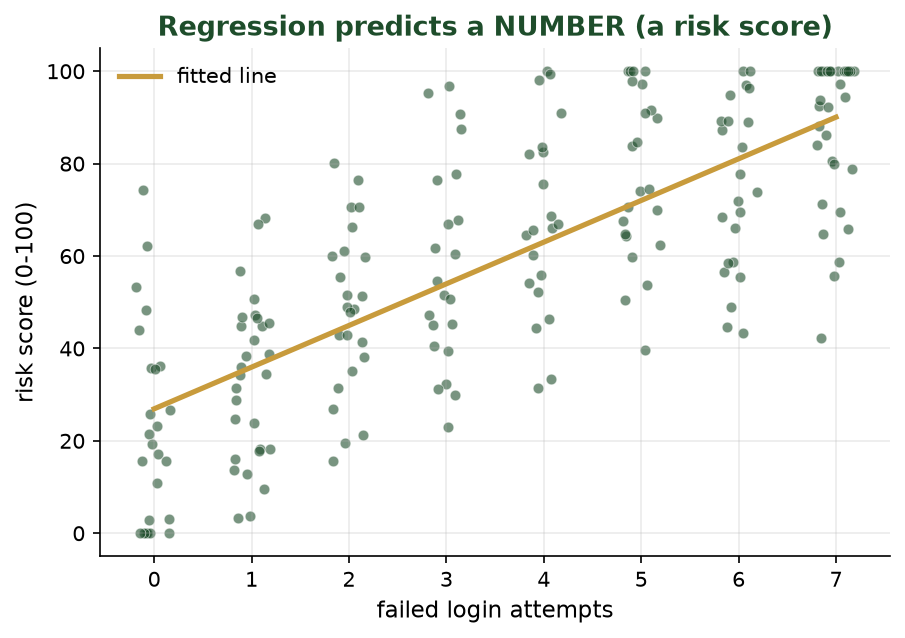 Regression predicts a NUMBER (a risk score)
fitted line
risk score (0-100)
100
80
60
40
20
0
0 1 2 3 4 5 6 7
failed login attempts